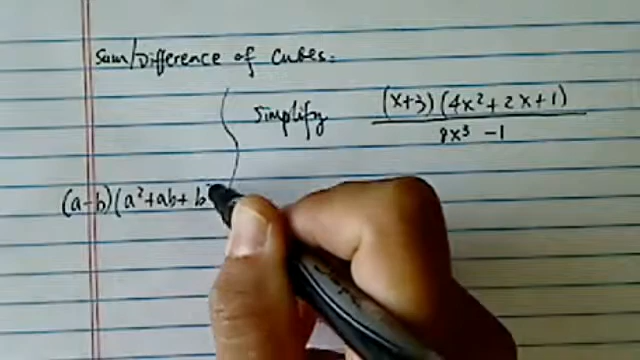 Sum/Difference of Cubes:
Simplify (x+3)(4x²+2x+1)
8x³ -1
(a-b)(a²+ab+b